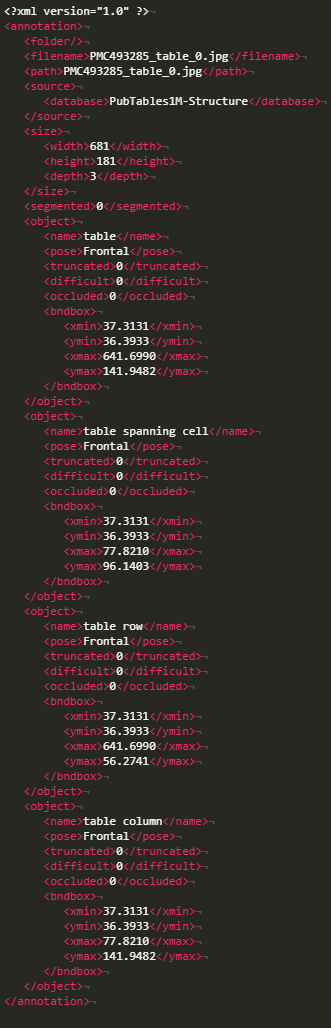 <?xml version="1.0" ?>¬
<annotation>¬
<folder/>¬
<filename>PMC493285_table_0.jpg</filename>¬
<path>PMC493285_table_0.jpg</path>¬
<source>¬
<database>PubTables1M-Structure</database>¬
</source>¬
<size>¬
<width>681</width>¬
<height>181</height>¬
<depth>3</depth>¬
</size>¬
<segmented>0</segmented>¬
<object>¬
<name>table</name>¬
<pose>Frontal</pose>¬
<truncated>0</truncated>¬
<difficult>0</difficult>¬
<occluded>0</occluded>¬
<bndbox>¬
<xmin>37.3131</xmin>¬
<ymin>36.3933</ymin>¬
<xmax>641.6990</xmax>¬
<ymax>141.9482</ymax>¬
</bndbox>¬
</object>¬
<object>¬
<name>table spanning cell</name>¬
<pose>Frontal</pose>¬
<truncated>0</truncated>¬
<difficult>0</difficult>¬
<occluded>0</occluded>¬
<bndbox>¬
<xmin>37.3131</xmin>¬
<ymin>36.3933</ymin>¬
<xmax>77.8210</xmax>¬
<ymax>96.1403</ymax>¬
</bndbox>¬
</object>¬
<object>¬
<name>table row</name>¬
<pose>Frontal</pose>¬
<truncated>0</truncated>¬
<difficult>0</difficult>¬
<occluded>0</occluded>¬
<bndbox>¬
<xmin>37.3131</xmin>¬
<ymin>36.3933</ymin>¬
<xmax>641.6990</xmax>¬
<ymax>56.2741</ymax>¬
</bndbox>¬
</object>¬
<object>¬
<name>table column</name>¬
<pose>Frontal</pose>¬
<truncated>0</truncated>¬
<difficult>0</difficult>¬
<occluded>0</occluded>¬
<bndbox>¬
<xmin>37.3131</xmin>¬
<ymin>36.3933</ymin>¬
<xmax>77.8210</xmax>¬
<ymax>141.9482</ymax>¬
</bndbox>¬
</object>¬
</annotation>¬